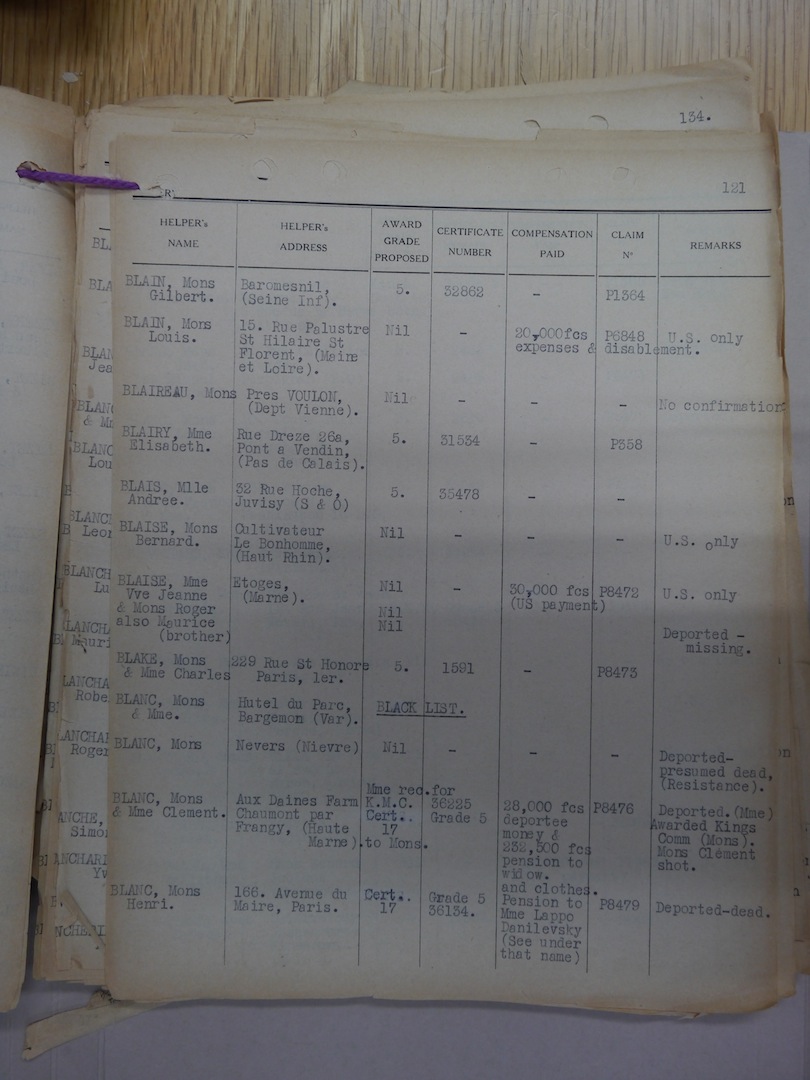 134.
121
HELPER's NAME
HELPER's ADDRESS
AWARD GRADE PROPOSED
CERTIFICATE NUMBER
COMPENSATION PAID
CLAIM Nº
REMARKS
BLAIN, Mons Baromesnil, 5. 32862 - P1364
Gilbert. (Seine Inf).
BLAIN, Mons 15. Rue Palustre Nil - 20,000fcs P6848 U.S. only
Louis. St Hilaire St expenses & disablement.
Florent, (Maine
et Loire).
BLAIREAU, Mons Pres VOULON, Nil - - - No confirmation
(Dept Vienne).
BLAIRY, Mme Rue Dreze 26a, 5. 31534 - P358
Elisabeth. Pont a Vendin,
(Pas de Calais).
BLAIS, Mlle 32 Rue Hoche, 5. 35478 - -
Andree. Juvisy (S & O)
BLAISE, Mons Cultivateur Nil - - - U.S. only
Bernard. Le Bonhomme,
(Haut Rhin).
BLAISE, Mme Etoges, Nil - 30,000 fcs P8472 U.S. only
Vve Jeanne (Marne). (US payment)
& Mons Roger Nil
also Maurice Nil Deported -
(brother) missing.
BLAKE, Mons 229 Rue St Honore 5. 1591 - P8473
& Mme Charles Paris, 1er.
BLANC, Mons Hutel du Parc, BLACK LIST.
& Mme. Bargemon (Var).
BLANC, Mons Nevers (Nievre) Nil - - - Deported-
presumed dead,
(Resistance).
Mme rec.for
BLANC, Mons Aux Daines Farm K.M.C. 36225 28,000 fcs P8476 Deported.(Mme)
& Mme Clement. Chaumont par Cert.. Grade 5 deportee Awarded Kings
Frangy, (Haute 17 money & Comm (Mons).
Marne). to Mons. 232,500 fcs Mons Clement
pension to shot.
widow.
and clothes.
BLANC, Mons 166. Avenue du Cert.. Grade 5 Pension to P8479 Deported-dead.
Henri. Maire, Paris. 17 36134. Mme Lappo
Danilevsky
(See under
that name)